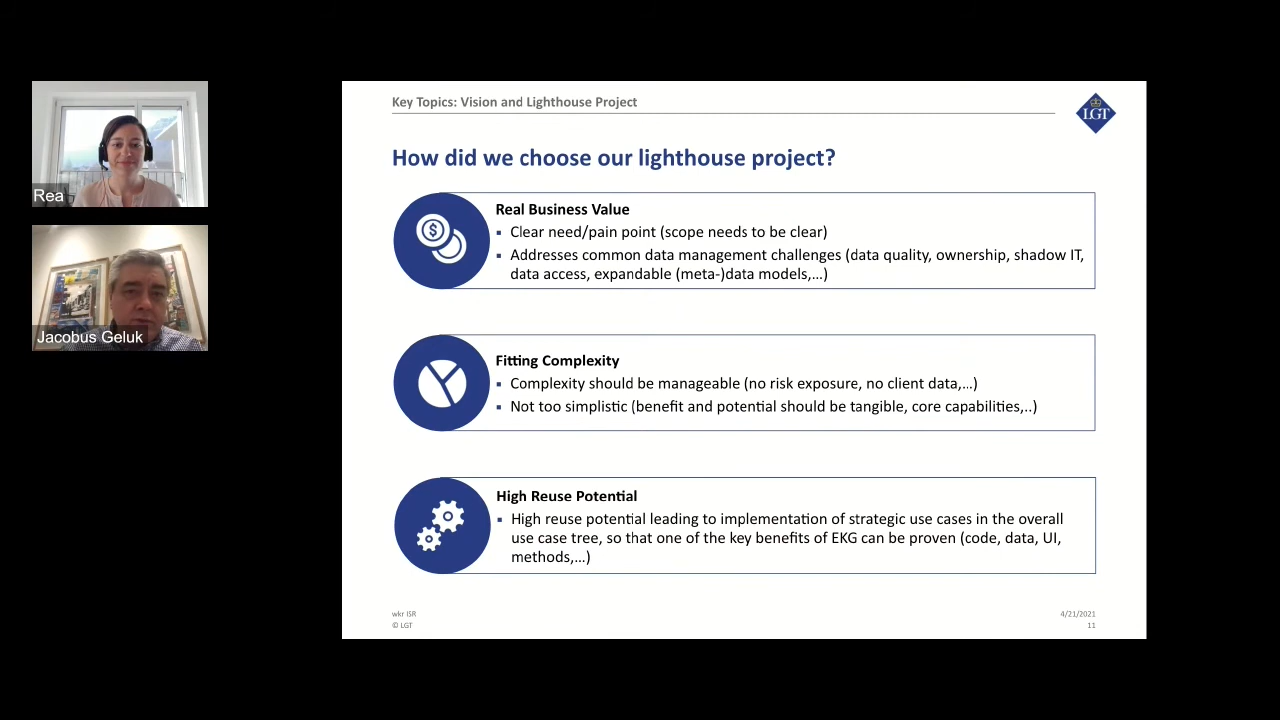 Rea
Jacobus Geluk
Key Topics: Vision and Lighthouse Project
LGT
How did we choose our lighthouse project?
$
Real Business Value
▪ Clear need/pain point (scope needs to be clear)
▪ Addresses common data management challenges (data quality, ownership, shadow IT,
data access, expandable (meta-)data models,...)
Fitting Complexity
▪ Complexity should be manageable (no risk exposure, no client data,...)
▪ Not too simplistic (benefit and potential should be tangible, core capabilities,..)
High Reuse Potential
▪ High reuse potential leading to implementation of strategic use cases in the overall
use case tree, so that one of the key benefits of EKG can be proven (code, data, UI,
methods,...)
wkr ISR
© LGT
4/21/2021
11